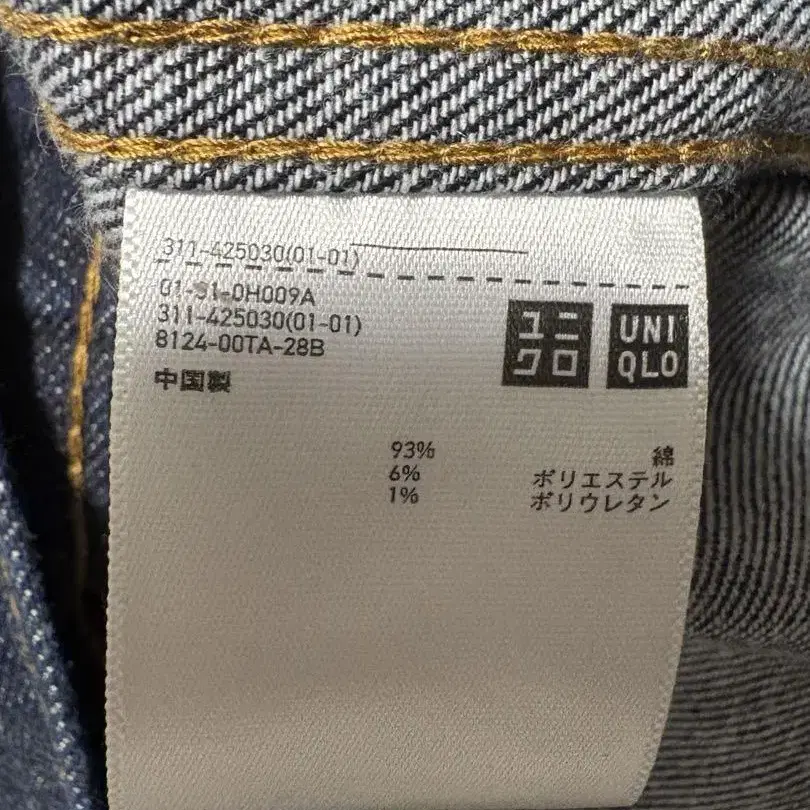 311-425030(01-01)
01-91-0H009A
311-425030(01-01)
8124-00TA-28B
中国製
ユニ
クロ
UNI
QLO
93% 綿
6% ポリエステル
1% ポリウレタン